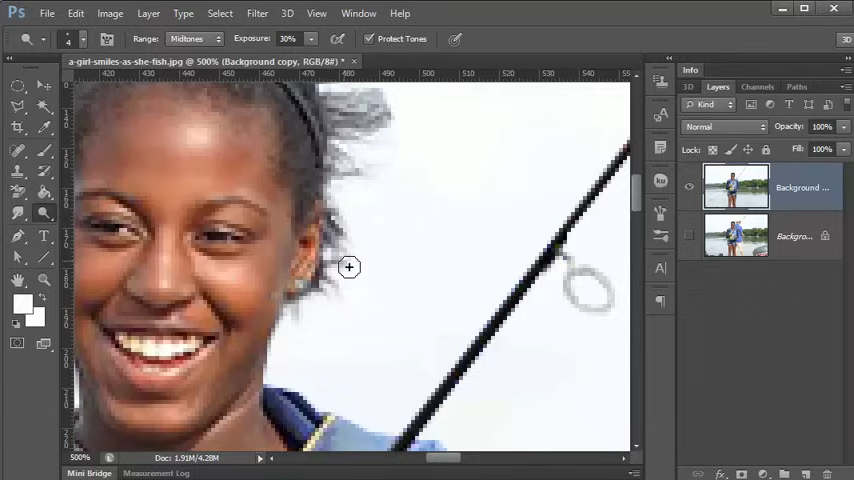 Ps File Edit Image Layer Type Select Filter 3D View Window Help
4 Range: Midtones Exposure: 30% Protect Tones 3D
a-girl-smiles-as-she-fish.jpg @ 500% (Background copy, RGB/8#) * ×
420 430 440 450 460 470 480 490 500 510 520 530 540 55
Info
3D Layers Channels Paths
Kind
Normal Opacity: 100%
Lock: Fill: 100%
Background ...
Backgro...
500% Doc: 1.91M/4.28M
Mini Bridge Measurement Log